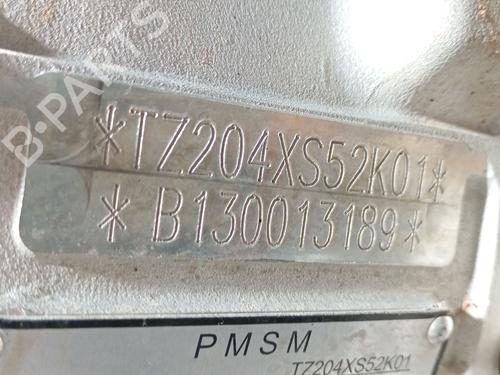 B-PARTS
*TZ204XS52K01*
*B130013189*
PMSM
TZ204XS52K01